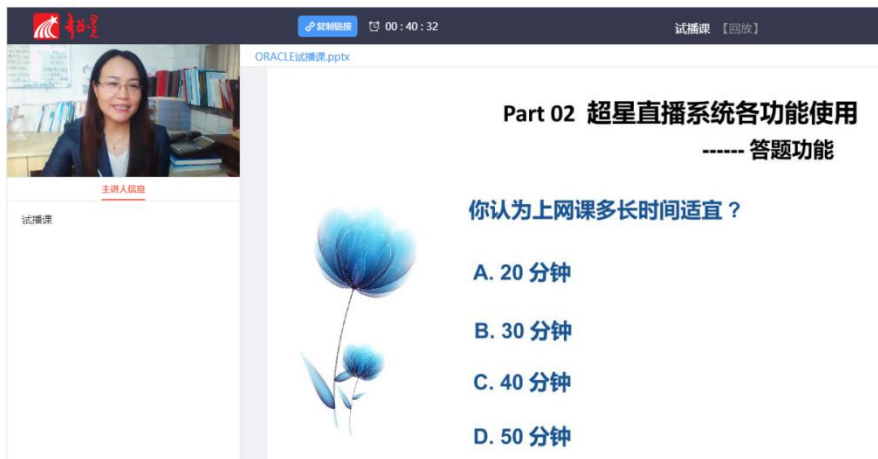 超星
复制链接 00:40:32
试播课 【回放】
ORACLE试播课.pptx
主讲人信息
试播课
Part 02 超星直播系统各功能使用
------ 答题功能
你认为上网课多长时间适宜？
A. 20 分钟
B. 30 分钟
C. 40 分钟
D. 50 分钟